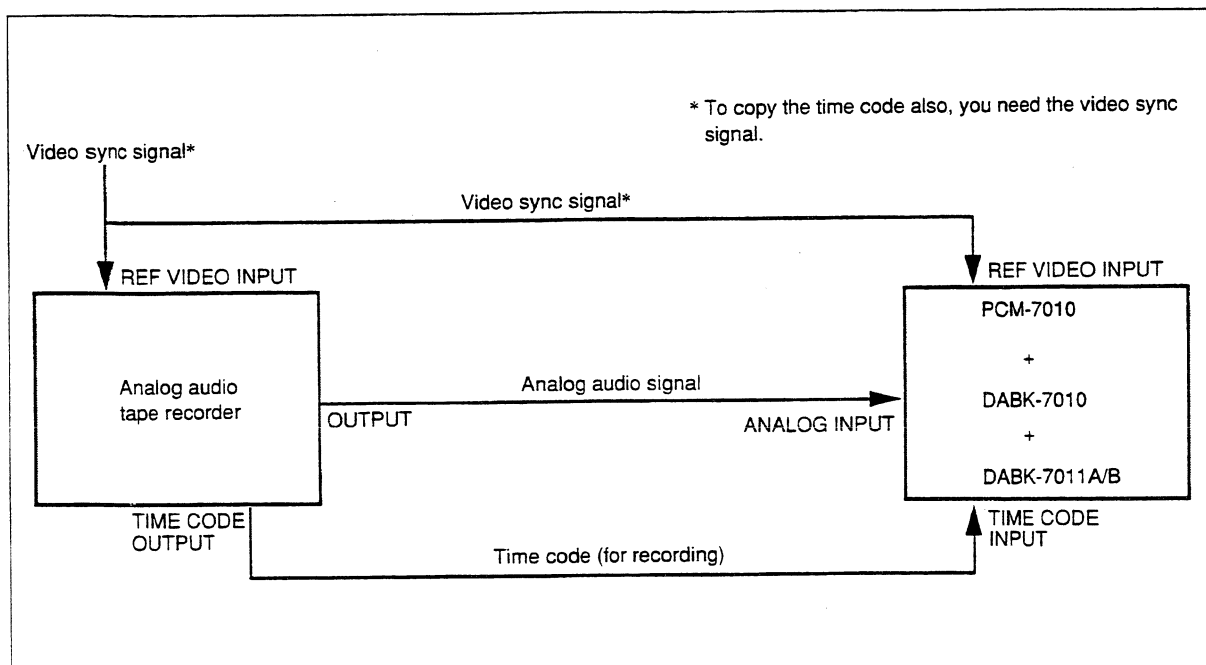 * To copy the time code also, you need the video sync
signal.
Video sync signal*
Video sync signal*
REF VIDEO INPUT
REF VIDEO INPUT
Analog audio
tape recorder
OUTPUT
Analog audio signal
ANALOG INPUT
PCM-7010
+
DABK-7010
+
DABK-7011A/B
TIME CODE
OUTPUT
Time code (for recording)
TIME CODE
INPUT